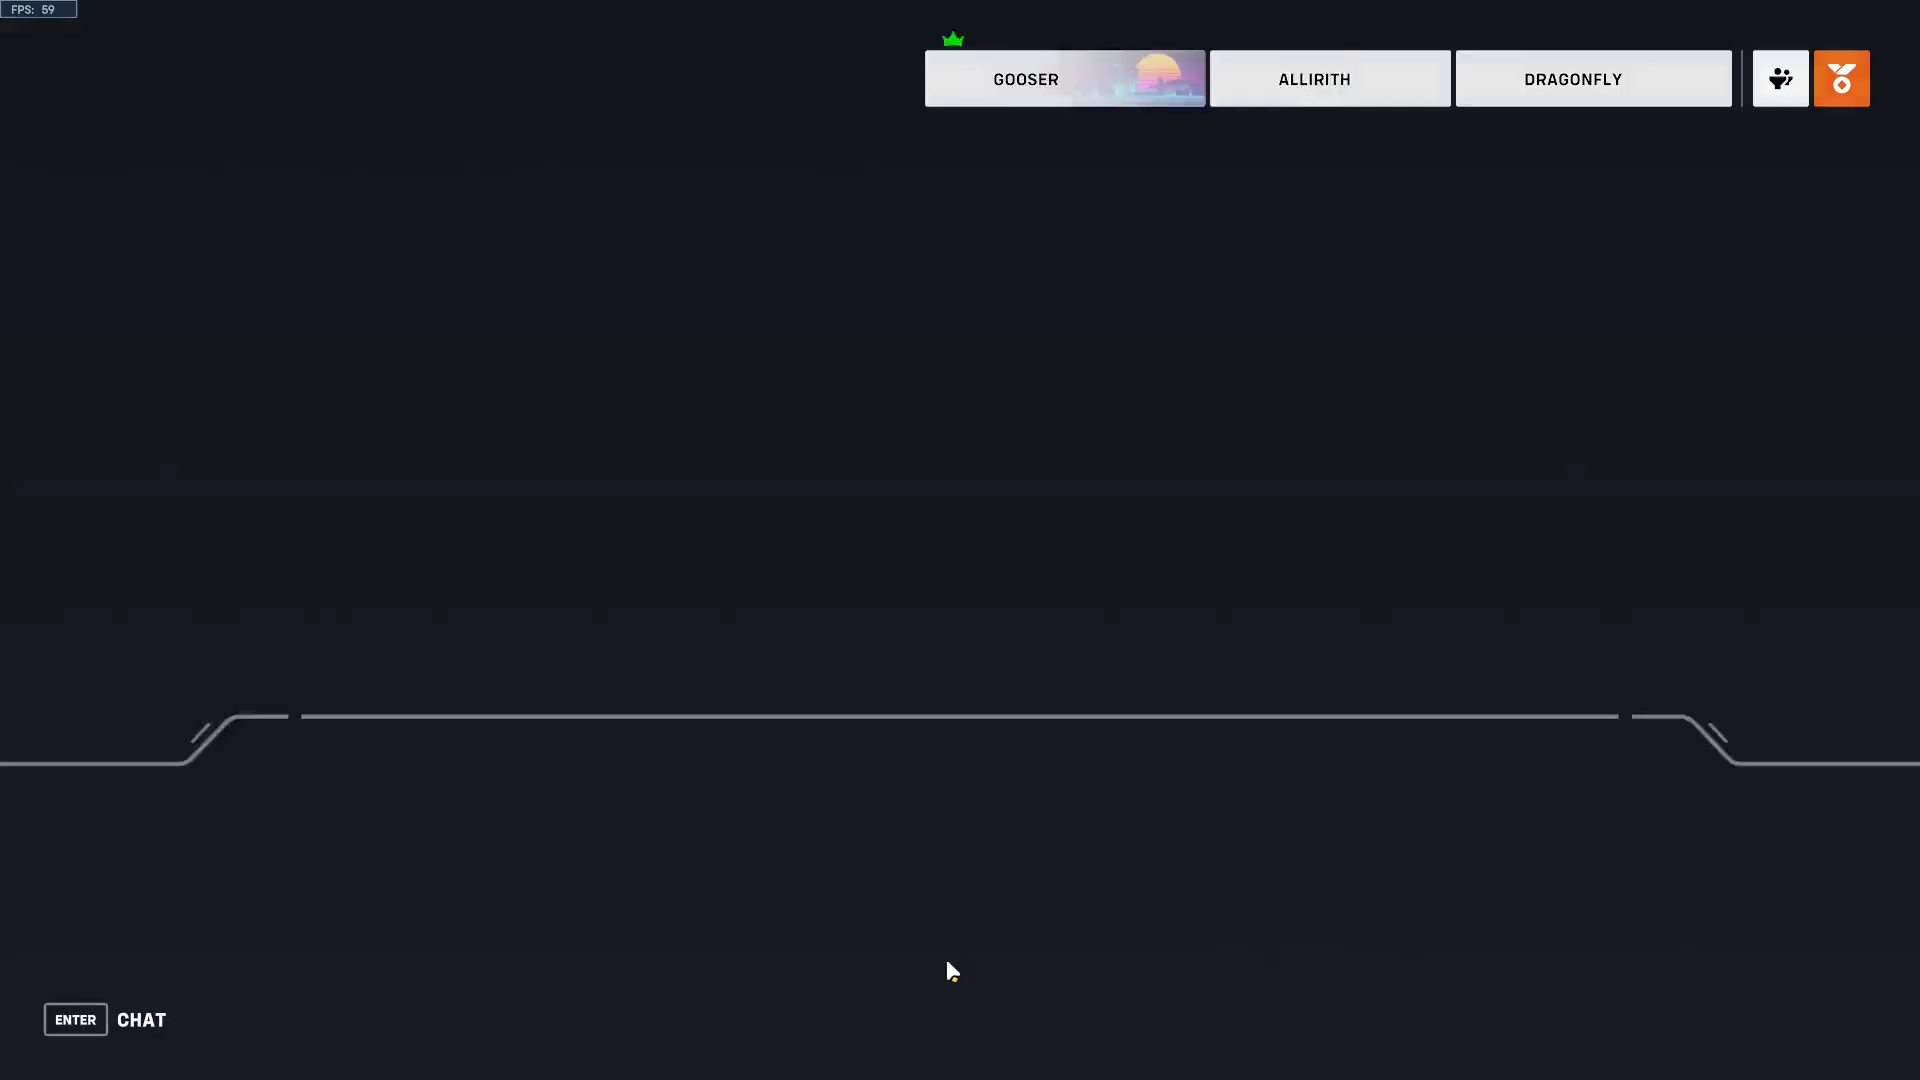 FPS: 59
GOOSER
ALLIRITH
DRAGONFLY
ENTER CHAT